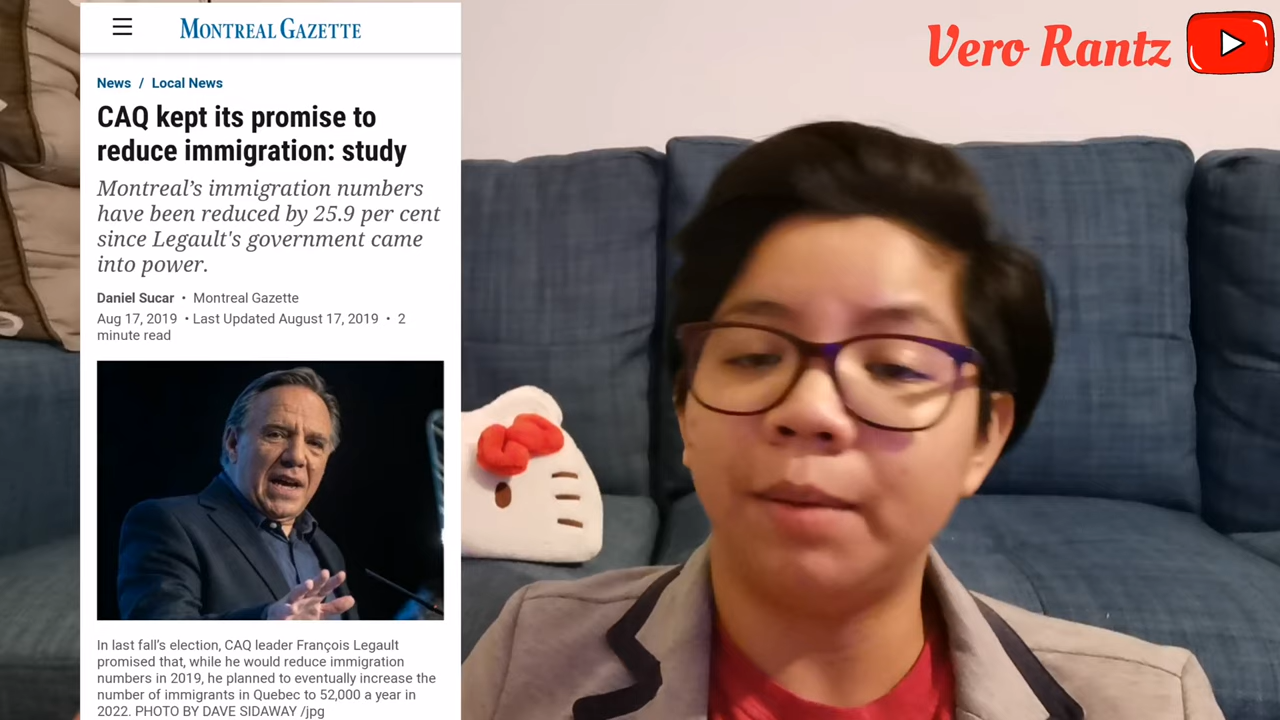 MONTREAL GAZETTE
Vero Rantz
News / Local News
CAQ kept its promise to
reduce immigration: study
Montreal's immigration numbers
have been reduced by 25.9 per cent
since Legault's government came
into power.
Daniel Sucar • Montreal Gazette
Aug 17, 2019 • Last Updated August 17, 2019 • 2
minute read
In last fall's election, CAQ leader François Legault
promised that, while he would reduce immigration
numbers in 2019, he planned to eventually increase the
number of immigrants in Quebec to 52,000 a year in
2022. PHOTO BY DAVE SIDAWAY /jpg